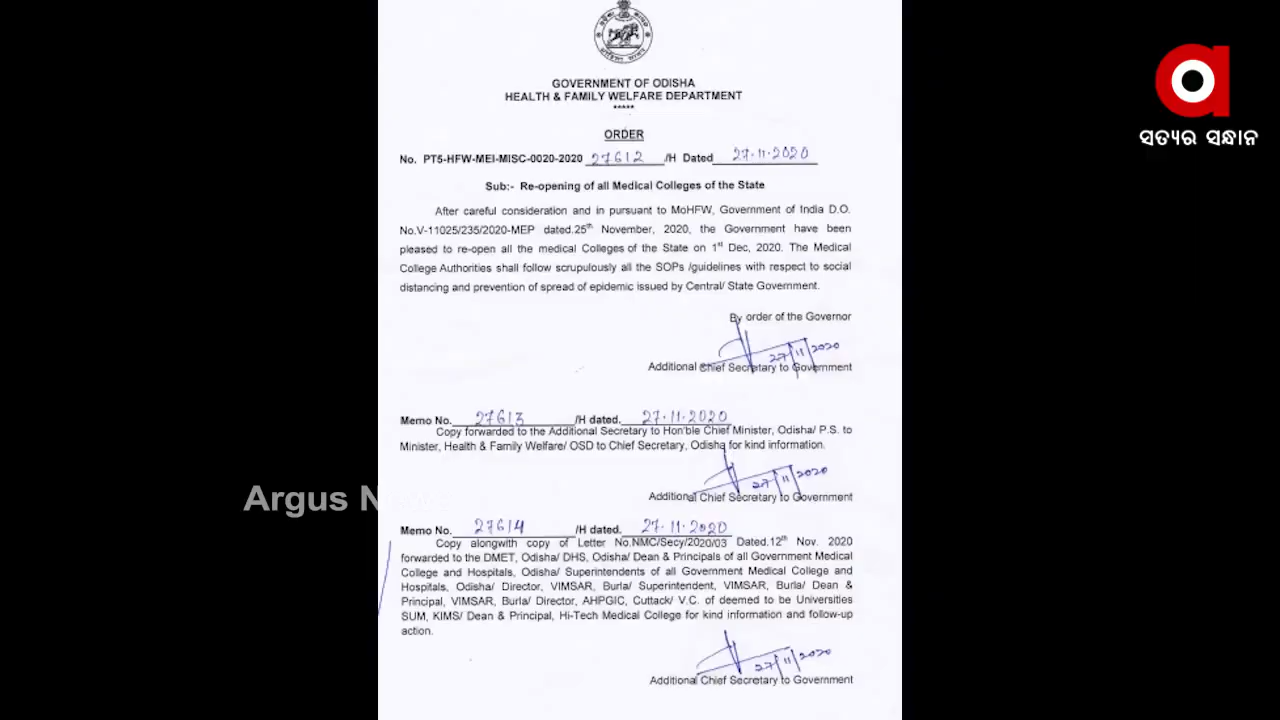 GOVERNMENT OF ODISHA
HEALTH & FAMILY WELFARE DEPARTMENT
*****
ORDER
No. PT5-HFW-MEI-MISC-0020-2020 27612 /H Dated 27.11.2020
Sub:- Re-opening of all Medical Colleges of the State
After careful consideration and in pursuant to MoHFW, Government of India D.O.
No.V-11025/235/2020-MEP dated.25th November, 2020, the Government have been
pleased to re-open all the medical Colleges of the State on 1st Dec, 2020. The Medical
College Authorities shall follow scrupulously all the SOPs /guidelines with respect to social
distancing and prevention of spread of epidemic issued by Central/ State Government.
By order of the Governor
27/11/2020
Additional Chief Secretary to Government
Memo No. 27613 /H dated. 27.11.2020
Copy forwarded to the Additional Secretary to Hon'ble Chief Minister, Odisha/ P.S. to
Minister, Health & Family Welfare/ OSD to Chief Secretary, Odisha for kind information.
27/11/2020
Additional Chief Secretary to Government
Memo No. 27614 /H dated. 27.11.2020
Copy alongwith copy of Letter No.NMC/Secy/2020/03 Dated.12th Nov. 2020
forwarded to the DMET, Odisha/ DHS, Odisha/ Dean & Principals of all Government Medical
College and Hospitals, Odisha/ Superintendents of all Government Medical College and
Hospitals, Odisha/ Director, VIMSAR, Burla/ Superintendent, VIMSAR, Burla/ Dean &
Principal, VIMSAR, Burla/ Director, AHPGIC, Cuttack/ V.C. of deemed to be Universities
SUM, KIMS/ Dean & Principal, Hi-Tech Medical College for kind information and follow-up
action.
27/11/2020
Additional Chief Secretary to Government
ସତ୍ୟର ସନ୍ଧାନ
Argus